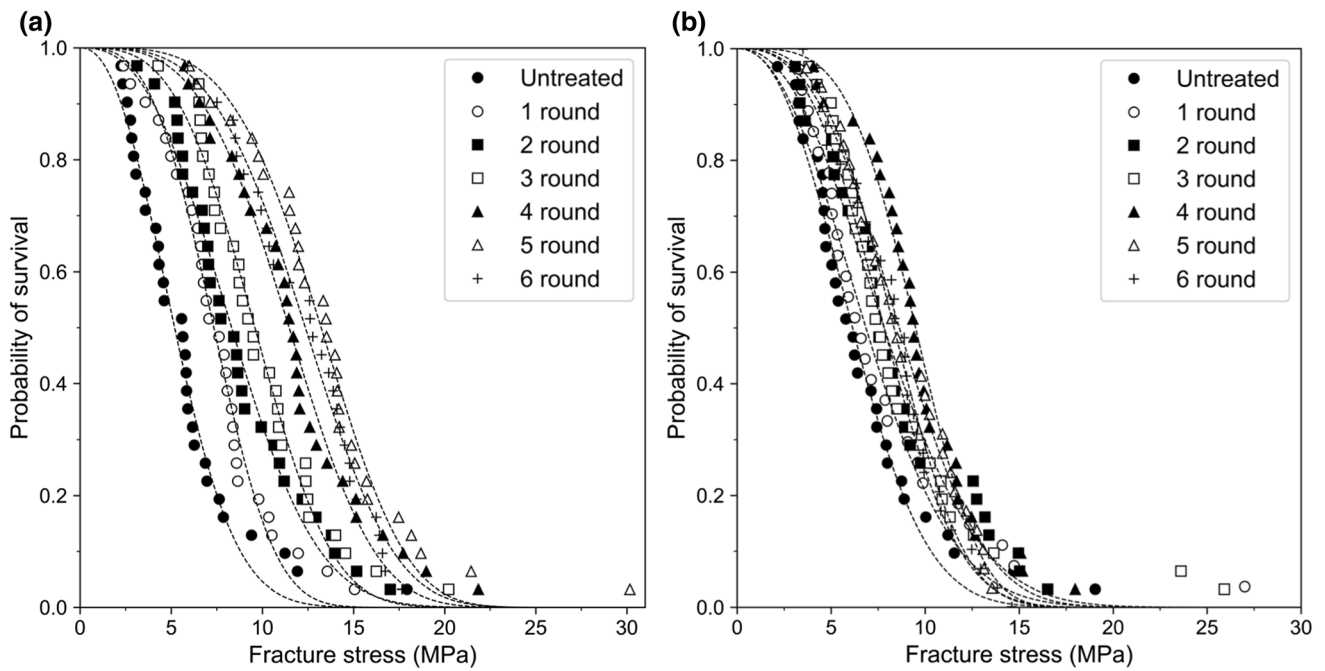 (a)
1.0
0.8
0.6
0.4
0.2
0.0
Probability of survival
0
5
10
15
20
25
30
Fracture stress (MPa)
Untreated
1 round
2 round
3 round
4 round
5 round
6 round
(b)
1.0
0.8
0.6
0.4
0.2
0.0
Probability of survival
0
5
10
15
20
25
30
Fracture stress (MPa)
Untreated
1 round
2 round
3 round
4 round
5 round
6 round